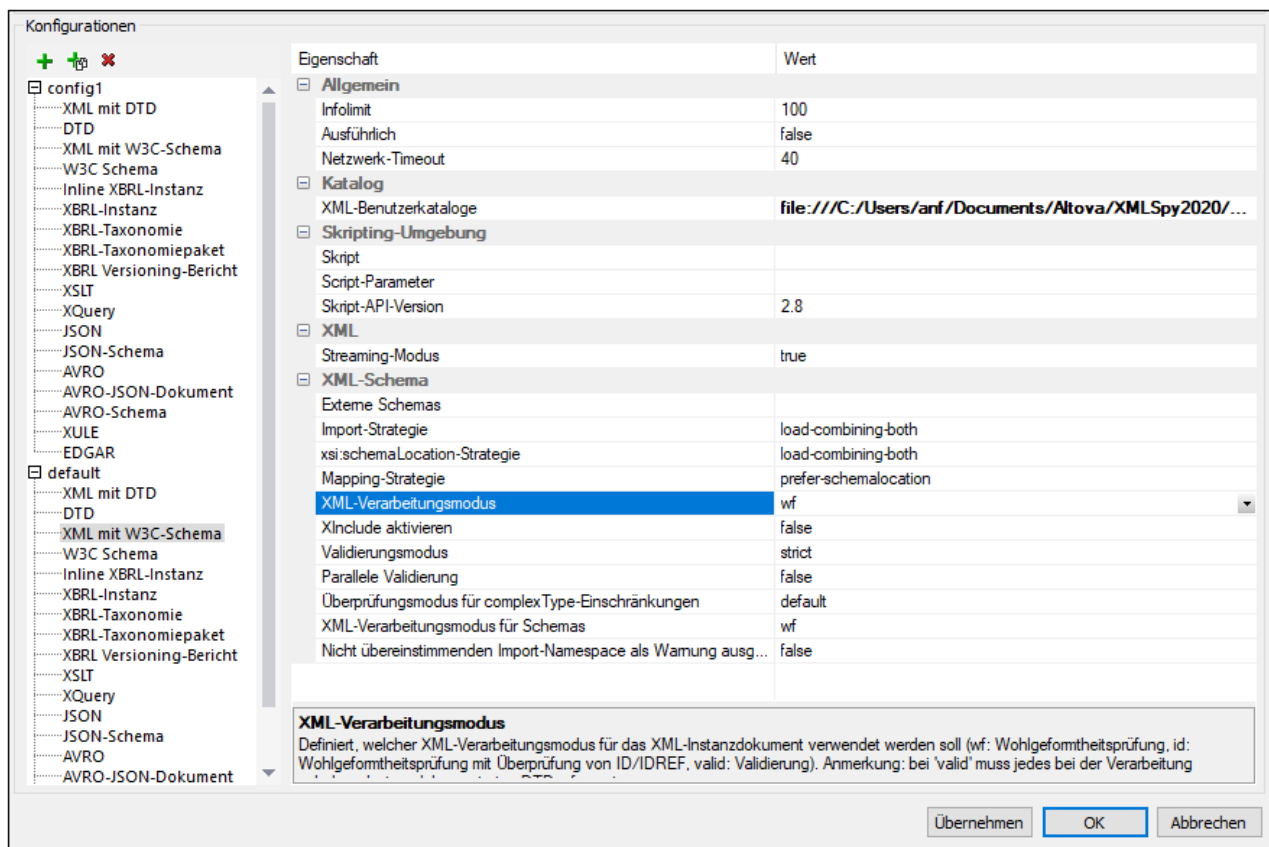 Konfigurationen
config1
XML mit DTD
DTD
XML mit W3C-Schema
W3C Schema
Inline XBRL-Instanz
XBRL-Instanz
XBRL-Taxonomie
XBRL-Taxonomiepaket
XBRL Versioning-Bericht
XSLT
XQuery
JSON
JSON-Schema
AVRO
AVRO-JSON-Dokument
AVRO-Schema
XULE
EDGAR
default
XML mit DTD
DTD
XML mit W3C-Schema
W3C Schema
Inline XBRL-Instanz
XBRL-Instanz
XBRL-Taxonomie
XBRL-Taxonomiepaket
XBRL Versioning-Bericht
XSLT
XQuery
JSON
JSON-Schema
AVRO
AVRO-JSON-Dokument
Eigenschaft Wert
Allgemein
Infolimit 100
Ausführlich false
Netzwerk-Timeout 40
Katalog
XML-Benutzerkataloge file:///C:/Users/anf/Documents/Altova/XMLSpy2020/...
Skripting-Umgebung
Skript
Script-Parameter
Skript-API-Version 2.8
XML
Streaming-Modus true
XML-Schema
Externe Schemas
Import-Strategie load-combining-both
xsi:schemaLocation-Strategie load-combining-both
Mapping-Strategie prefer-schemalocation
XML-Verarbeitungsmodus wf
XInclude aktivieren false
Validierungsmodus strict
Parallele Validierung false
Überprüfungsmodus für complexType-Einschränkungen default
XML-Verarbeitungsmodus für Schemas wf
Nicht übereinstimmenden Import-Namespace als Warnung ausg... false
XML-Verarbeitungsmodus
Definiert, welcher XML-Verarbeitungsmodus für das XML-Instanzdokument verwendet werden soll (wf: Wohlgeformtheitsprüfung, id:
Wohlgeformtheitsprüfung mit Überprüfung von ID/IDREF, valid: Validierung). Anmerkung: bei 'valid' muss jedes bei der Verarbeitung
Übernehmen OK Abbrechen